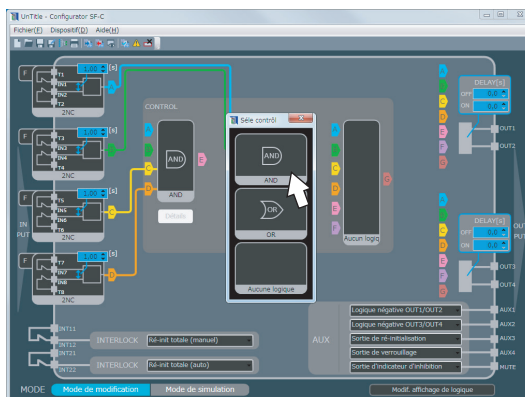 UnTitle - Configurator SF-C
Fichier(F) Dispositif(D) Aide(H)
F T1 IN1 IN2 T2 2NC 1,00 [s] A
F T3 IN3 IN4 T4 2NC 1,00 [s]
F T5 IN5 IN6 T6 2NC 1,00 [s]
F T7 IN7 IN8 T8 2NC 1,00 [s] D
IN
PUT
CONTROL
A
B
C
D
AND
E
AND
Détails
Séle contrôl
AND
AND
OR
OR
Aucune logique
A
B
C
D
E
F
G
Aucun logiq
A
B
C
D
E
F
G
DELAY[s]
OFF 0,0
ON 0,0
OUT1
OUT2
A
B
C
D
E
F
G
DELAY[s]
OFF 0,0
ON 0,0
OUT3
OUT4
OUT
PUT
INT11
INT12
INTERLOCK Ré-init totale (manuel)
INT21
INT22
INTERLOCK Ré-init totale (auto)
AUX
Logique négative OUT1/OUT2 AUX1
Logique négative OUT3/OUT4 AUX2
Sortie de ré-initialisation AUX3
Sortie de verrouillage AUX4
Sortie d'indicateur d'inhibition MUTE
MODE Mode de modification Mode de simulation Modif. affichage de logique